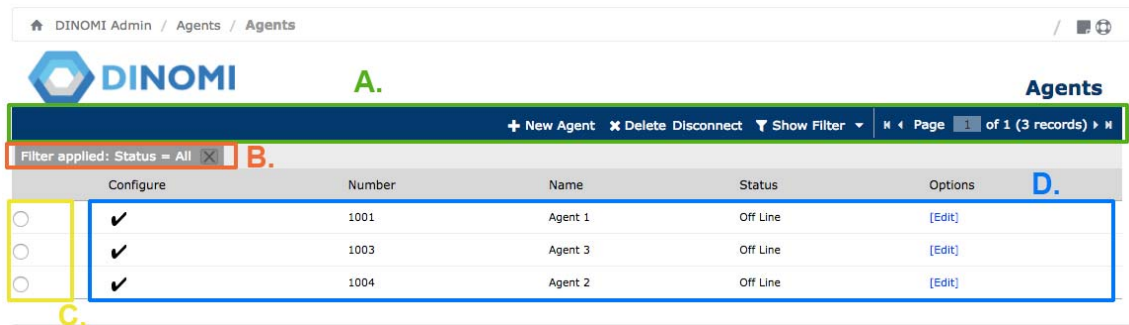 DINOMI Admin / Agents / Agents /
DINOMI
A.
Agents
New Agent Delete Disconnect Show Filter Page 1 of 1 (3 records)
Filter applied: Status = All X B.
Configure Number Name Status Options D.
✔ 1001 Agent 1 Off Line [Edit]
✔ 1003 Agent 3 Off Line [Edit]
✔ 1004 Agent 2 Off Line [Edit]
C.